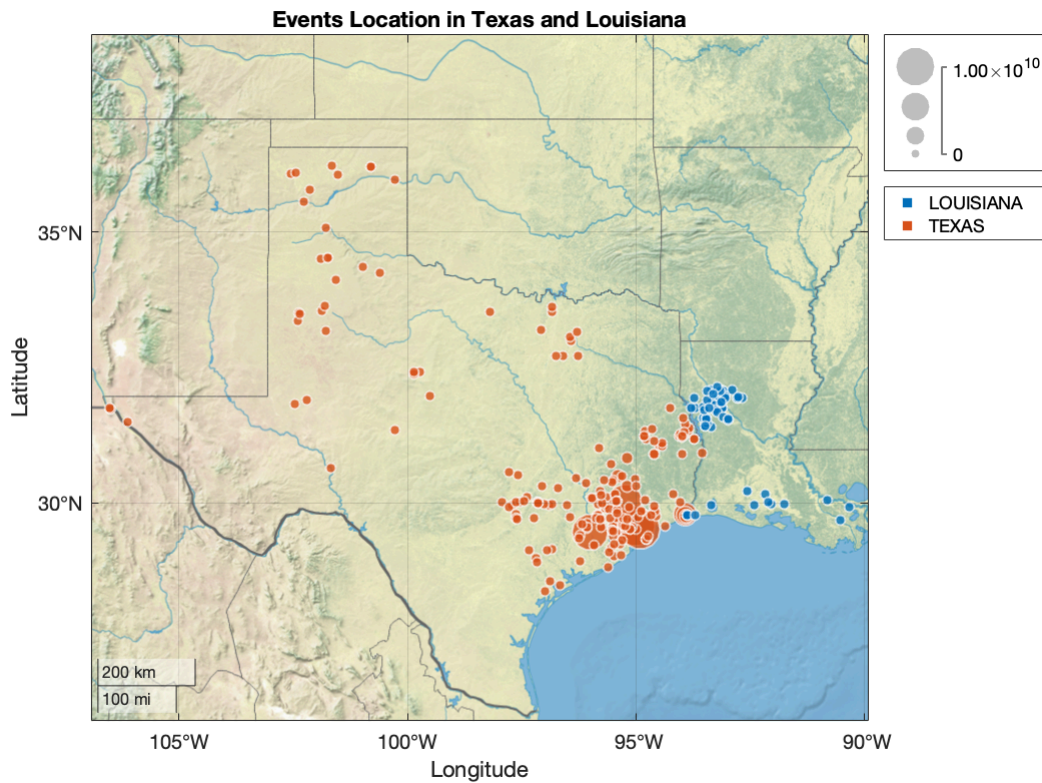 Events Location in Texas and Louisiana
1.00×10^10
0
LOUISIANA
TEXAS
35°N
30°N
Latitude
200 km
100 mi
105°W
100°W
95°W
90°W
Longitude